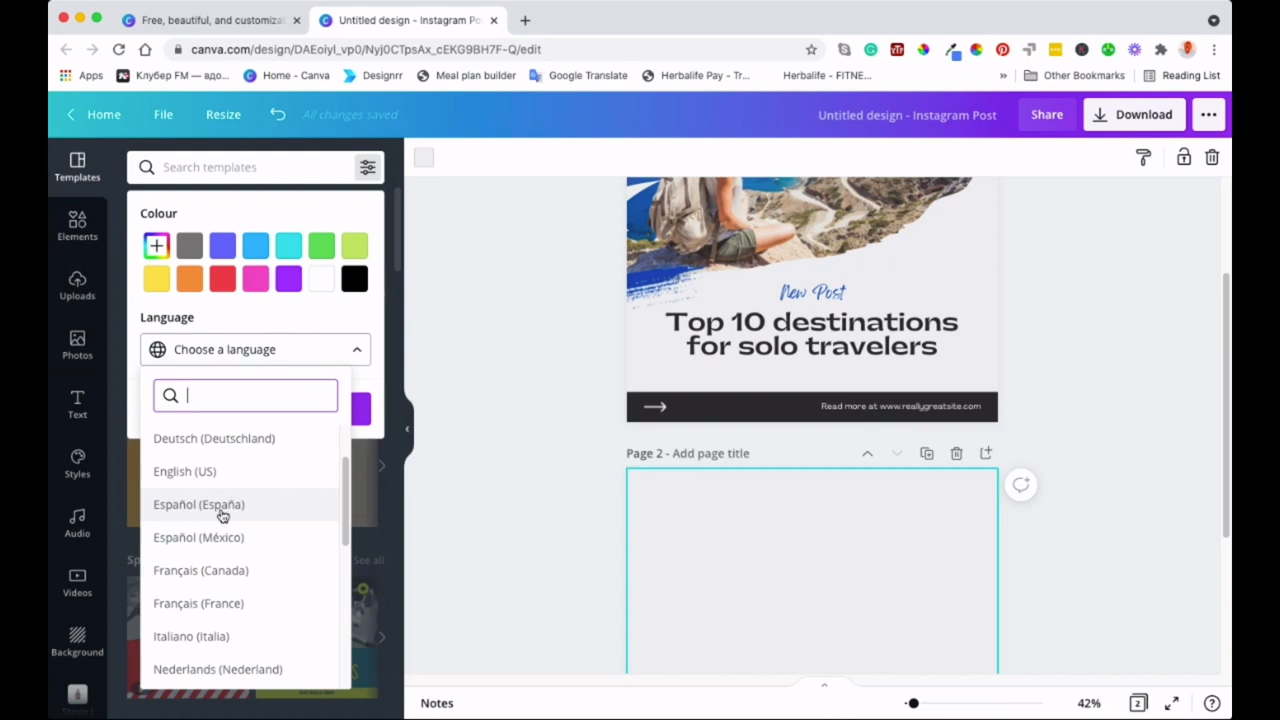 Free, beautiful, and customiza
Untitled design - Instagram Po
canva.com/design/DAEoiyI_vp0/Nyj0CTpsAx_cEKG9BH7F-Q/edit
Apps
Клубер FM — вдо...
Home - Canva
Designrr
Meal plan builder
Google Translate
Herbalife Pay - Tr...
Herbalife - FITNE...
»
Other Bookmarks
Reading List
Home
File
Resize
All changes saved
Untitled design - Instagram Post
Share
Download
Templates
Elements
Uploads
Photos
Text
Styles
Audio
Videos
Background
Search templates
Colour
Language
Choose a language
Deutsch (Deutschland)
English (US)
Español (España)
Español (México)
Français (Canada)
Français (France)
Italiano (Italia)
Nederlands (Nederland)
See all
New Post
Top 10 destinations
for solo travelers
Read more at www.reallygreatsite.com
Page 2 - Add page title
Notes
42%
2